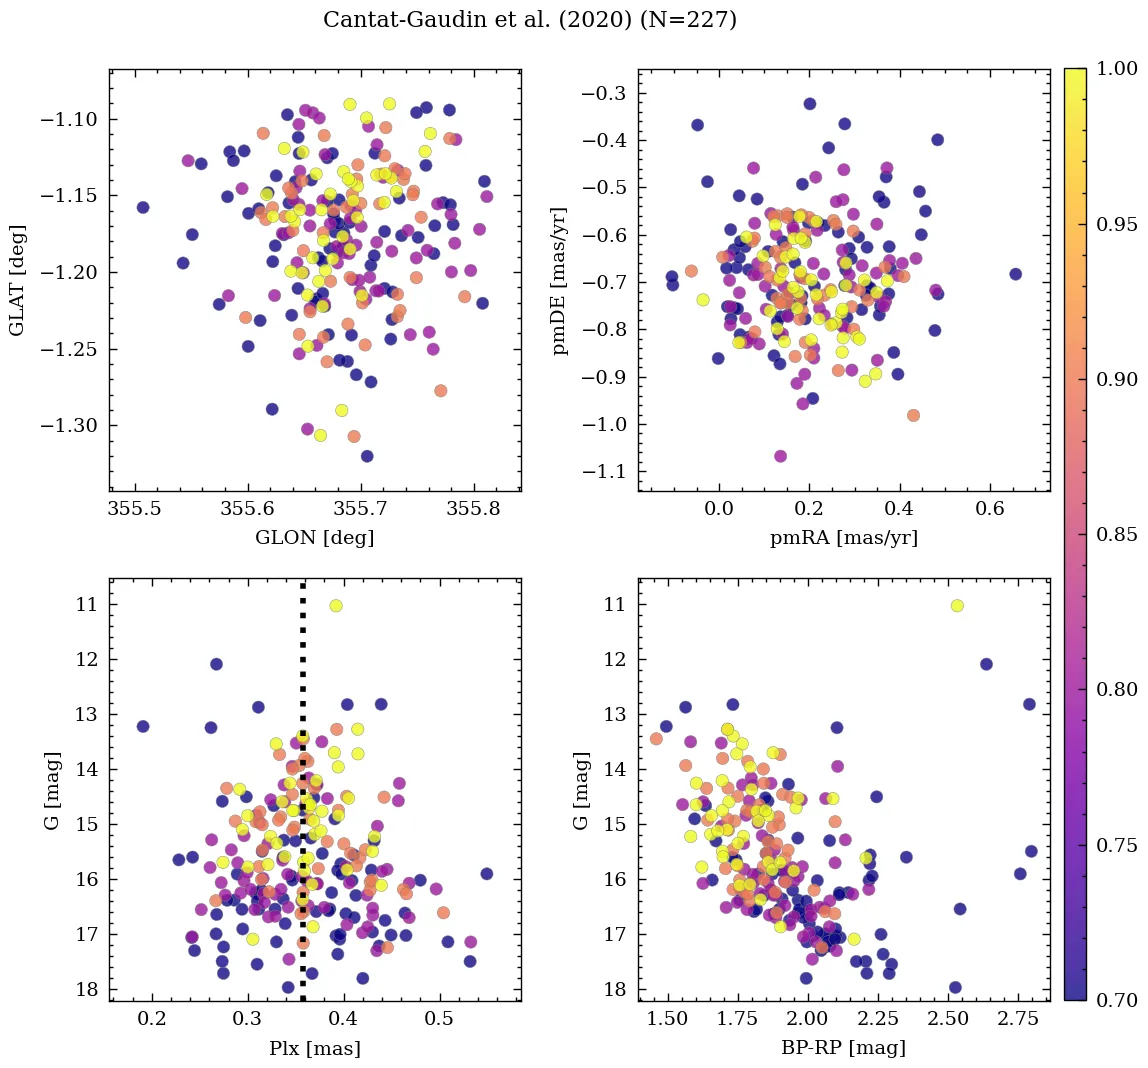 Cantat-Gaudin et al. (2020) (N=227)
−1.10
−1.15
−1.20
−1.25
−1.30
GLAT [deg]
355.5 355.6 355.7 355.8
GLON [deg]
−0.3
−0.4
−0.5
−0.6
−0.7
−0.8
−0.9
−1.0
−1.1
pmDE [mas/yr]
0.0 0.2 0.4 0.6
pmRA [mas/yr]
11
12
13
14
15
16
17
18
G [mag]
0.2 0.3 0.4 0.5
Plx [mas]
11
12
13
14
15
16
17
18
G [mag]
1.50 1.75 2.00 2.25 2.50 2.75
BP-RP [mag]
1.00
0.95
0.90
0.85
0.80
0.75
0.70